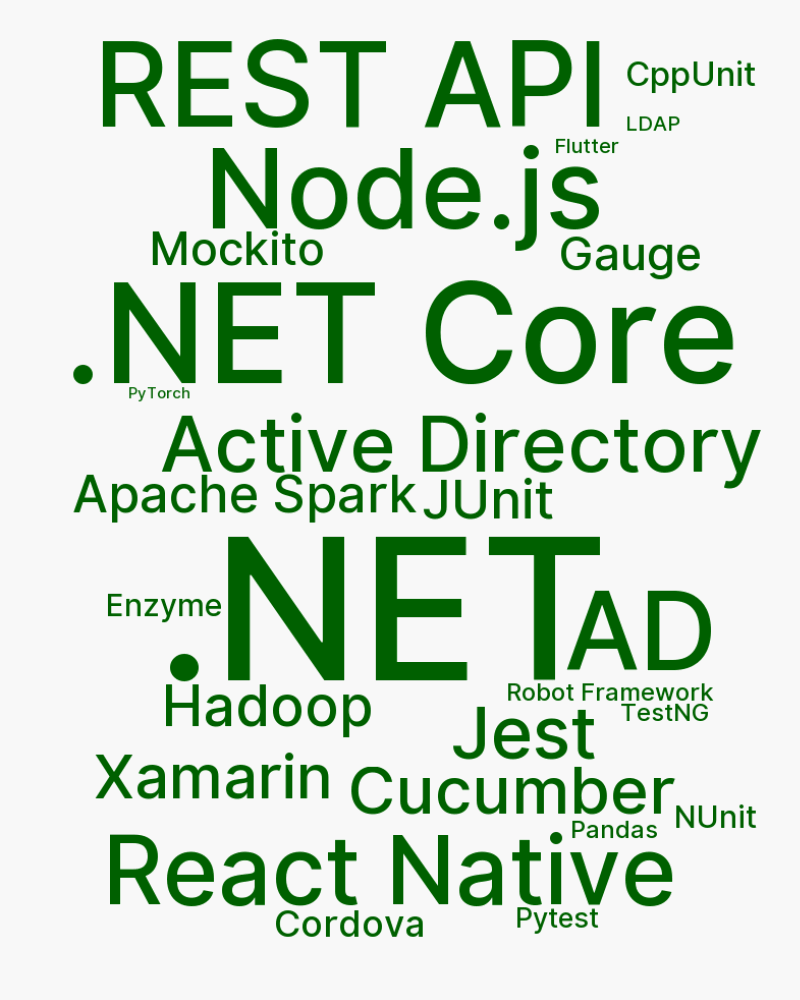 REST API
CppUnit
LDAP
Flutter
Node.js
Mockito
Gauge
.NET Core
PyTorch
Active Directory
Apache Spark
JUnit
.NET
Enzyme
AD
Hadoop
Robot Framework
TestNG
Jest
Xamarin
Cucumber
NUnit
Pandas
React Native
Cordova
Pytest